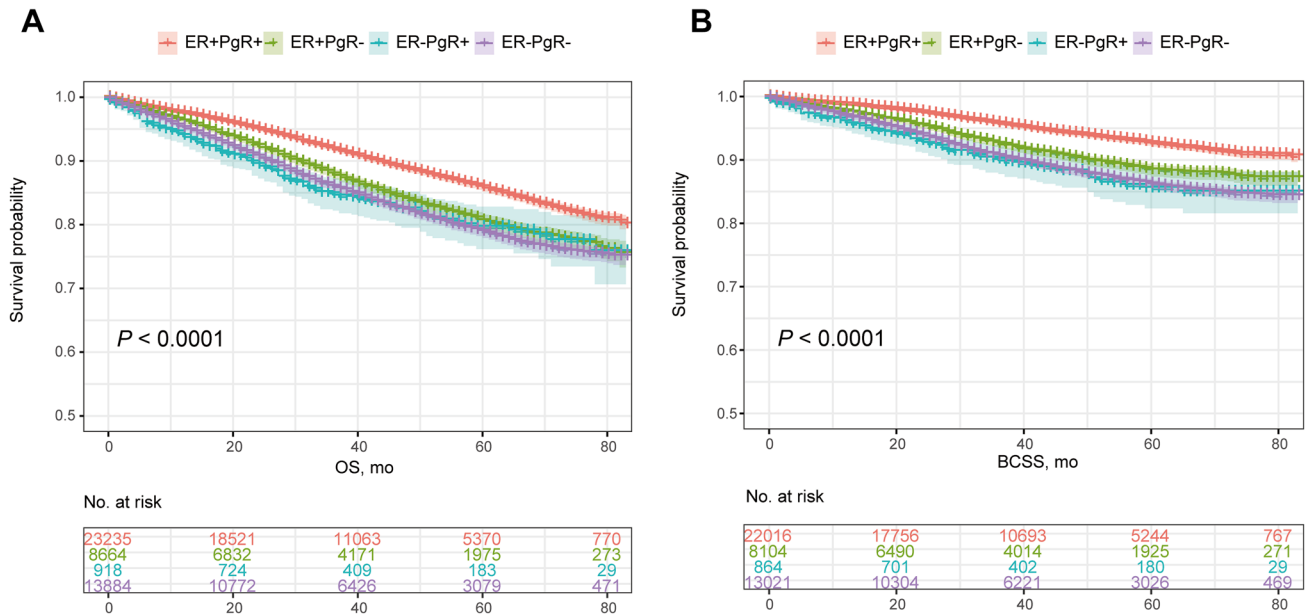 A
ER+PgR+ ER+PgR- ER-PgR+ ER-PgR-
Survival probability
1.0
0.9
0.8
0.7
0.6
0.5
P < 0.0001
0 20 40 60 80
OS, mo
No. at risk
23235 18521 11063 5370 770
8664 6832 4171 1975 273
918 724 409 183 29
13884 10772 6426 3079 471
0 20 40 60 80
B
ER+PgR+ ER+PgR- ER-PgR+ ER-PgR-
Survival probability
1.0
0.9
0.8
0.7
0.6
0.5
P < 0.0001
0 20 40 60 80
BCSS, mo
No. at risk
22016 17756 10693 5244 767
8104 6490 4014 1925 271
864 701 402 180 29
13021 10304 6221 3026 469
0 20 40 60 80